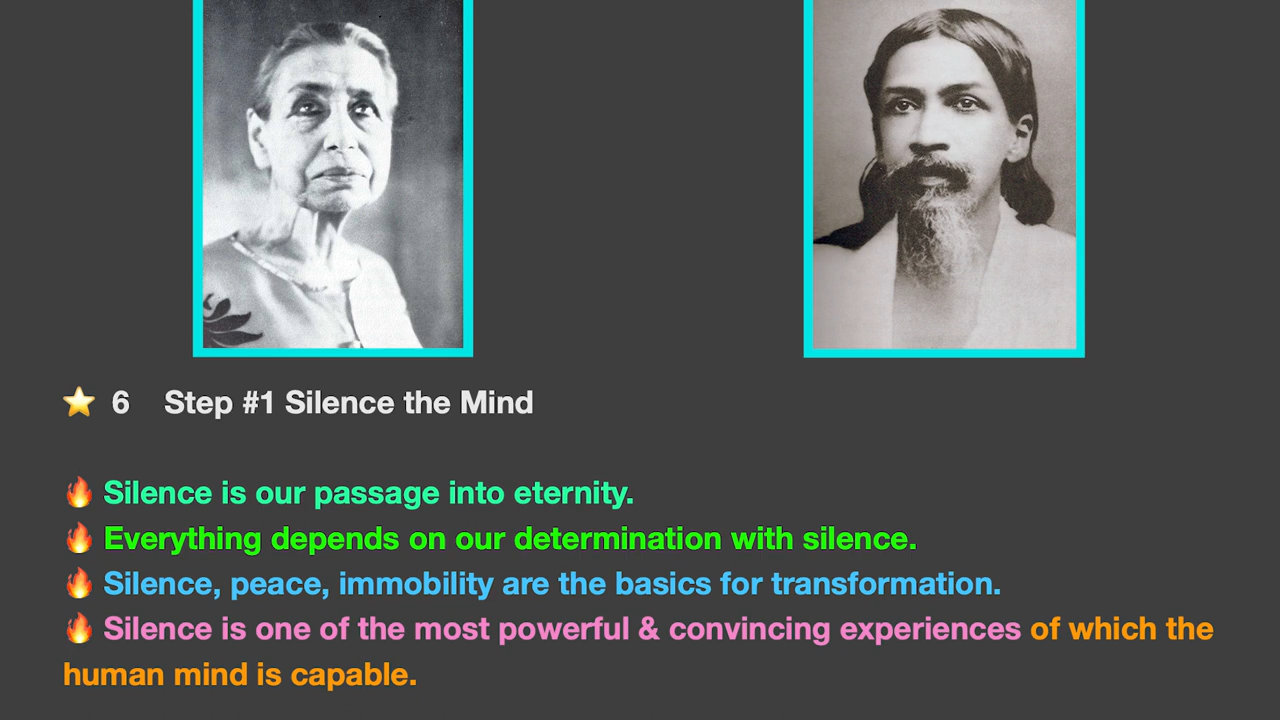 ⭐ 6 Step #1 Silence the Mind
🔥 Silence is our passage into eternity.
🔥 Everything depends on our determination with silence.
🔥 Silence, peace, immobility are the basics for transformation.
🔥 Silence is one of the most powerful & convincing experiences of which the
human mind is capable.